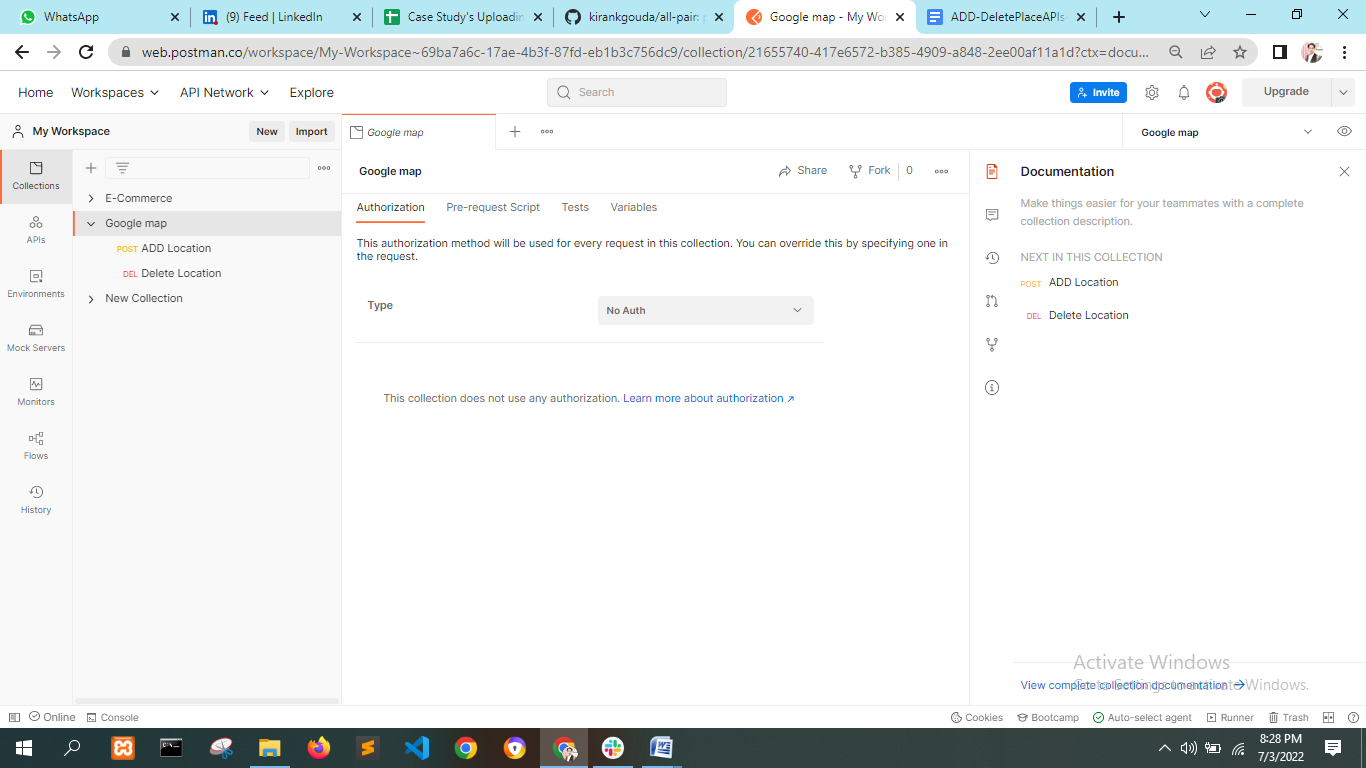 WhatsApp
(9) Feed | LinkedIn
Case Study's Uploadin
kirankgouda/all-pair: p
Google map - My Wor
ADD-DeletePlaceAPIs-
web.postman.co/workspace/My-Workspace~69ba7a6c-17ae-4b3f-87fd-eb1b3c756dc9/collection/21655740-417e6572-b385-4909-a848-2ee00af11a1d?ctx=docu...
Home
Workspaces
API Network
Explore
Search
Invite
Upgrade
My Workspace
New
Import
Google map
Google map
Collections
APIs
Environments
Mock Servers
Monitors
Flows
History
E-Commerce
Google map
POST ADD Location
DEL Delete Location
New Collection
Google map
Share
Fork
0
Authorization
Pre-request Script
Tests
Variables
This authorization method will be used for every request in this collection. You can override this by specifying one in
the request.
Type
No Auth
This collection does not use any authorization. Learn more about authorization
Documentation
Make things easier for your teammates with a complete
collection description.
NEXT IN THIS COLLECTION
POST ADD Location
DEL Delete Location
Activate Windows
Go to Settings to activate Windows.
View complete collection documentation
Online
Console
Cookies
Bootcamp
Auto-select agent
Runner
Trash
8:28 PM
7/3/2022